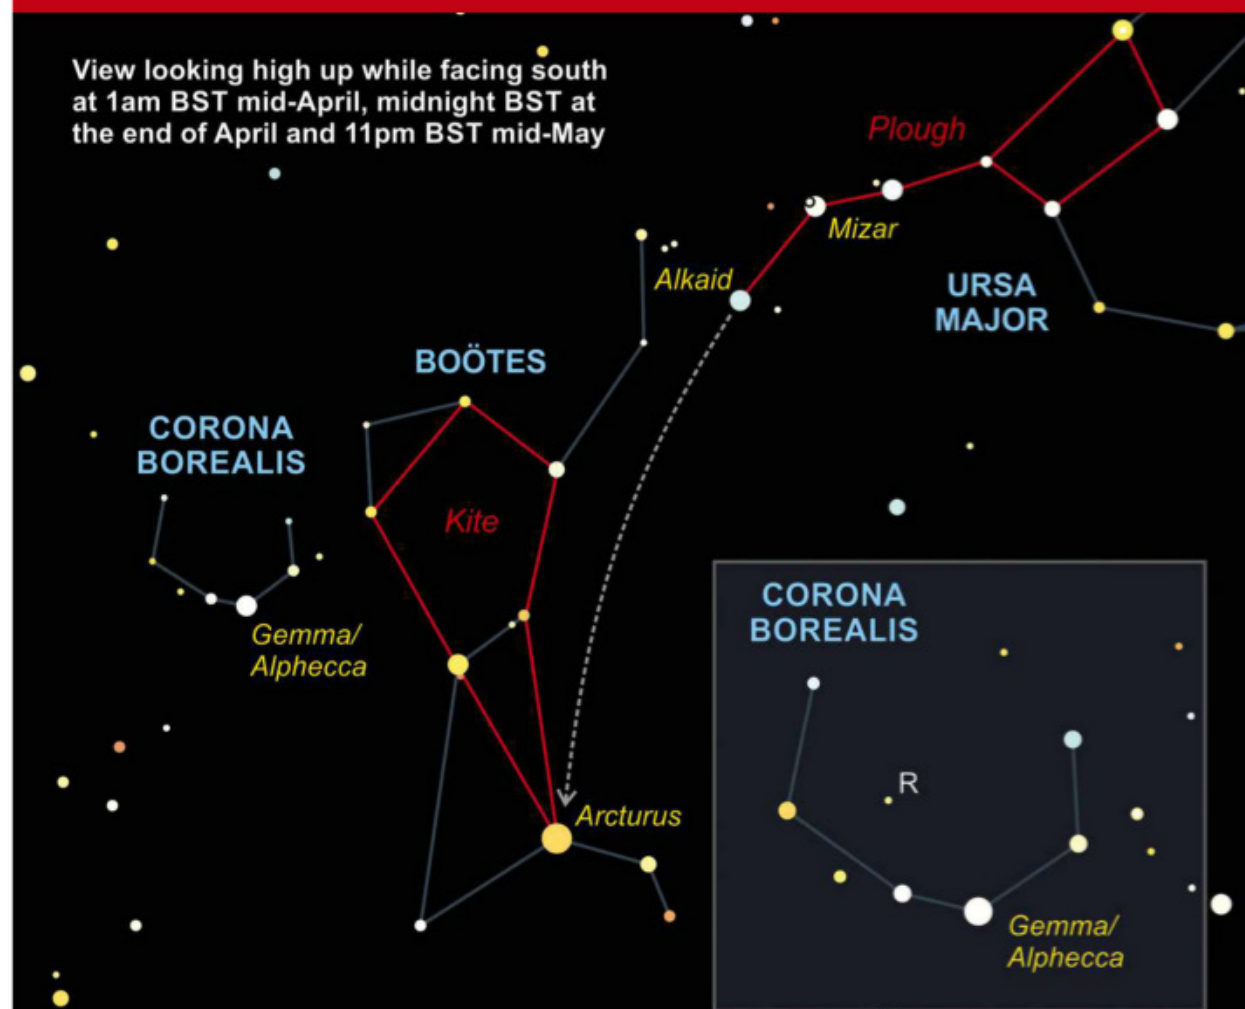 View looking high up while facing south
at 1am BST mid-April, midnight BST at
the end of April and 11pm BST mid-May
Plough
Mizar
Alkaid
URSA
MAJOR
BOÖTES
CORONA
BOREALIS
Kite
Gemma/
Alphecca
Arcturus
CORONA
BOREALIS
R
Gemma/
Alphecca